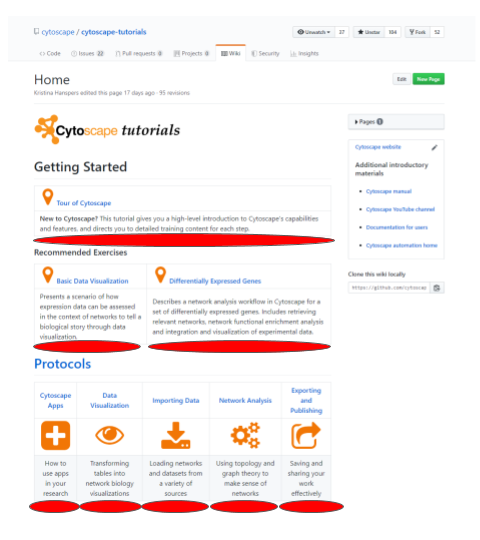 Cytoscape / cytoscape-tutorials
Unwatch 27 Unstar 164 Fork 52
Code Issues 22 Pull requests 0 Projects 0 Wiki Security Insights
Home
Edit New Page
Kristina Hanspers edited this page 17 days ago · 95 revisions
Cytoscape tutorials
Getting Started
Tour of Cytoscape
New to Cytoscape? This tutorial gives you a high-level introduction to Cytoscape's capabilities
and features, and directs you to detailed training content for each step.
Recommended Exercises
Basic Data Visualization
Presents a scenario of how
expression data can be assessed
in the context of networks to tell a
biological story through data
visualization.
Differentially Expressed Genes
Describes a network analysis workflow in Cytoscape for a
set of differentially expressed genes. Includes retrieving
relevant networks, network functional enrichment analysis
and integration and visualization of experimental data.
Protocols
Cytoscape
Apps
Data
Visualization
Importing Data
Network Analysis
Exporting
and
Publishing
How to
use apps
in your
research
Transforming
tables into
network biology
visualizations
Loading networks
and datasets from
a variety of
sources
Using topology and
graph theory to
make sense of
networks
Saving and
sharing your
work
effectively
Pages
Cytoscape website
Additional introductory
materials
Cytoscape manual
Cytoscape YouTube channel
Documentation for users
Cytoscape automation home
Clone this wiki locally
https://github.com/cytoscap